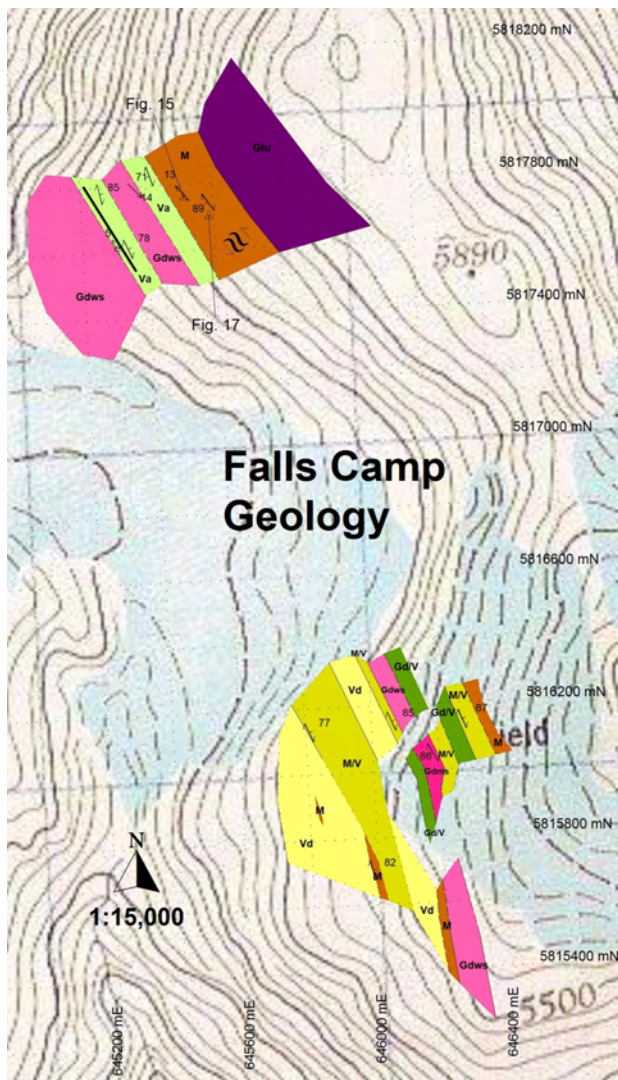 5818200 mN
Fig. 15
M
Gtu
5817800 mN
71
13
85
14
Va
89
78
Gdws
5890
Va
Gdws
5817400 mN
Fig. 17
5817000 mN
Falls Camp
Geology
5816600 mN
M/V
Gd/V
Vd
Gdws
M/V
5816200 mN
77
85
Gd/V
87
M
ield
M/V
86
M/V
Gdms
M
Vd
Gd/V
5815800 mN
N
82
M
1:15,000
Vd
M
Gdws
5815400 mN
5500
645200 mE
645600 mE
646000 mE
646400 mE